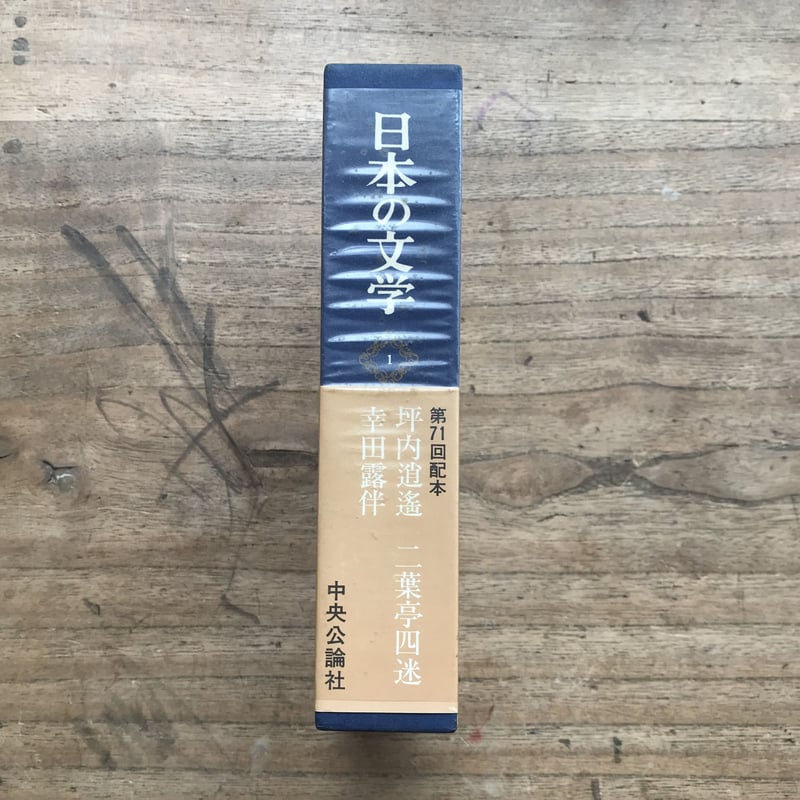 日本の文学
1
第71回配本
坪内逍遙 二葉亭四迷
幸田露伴
中央公論社